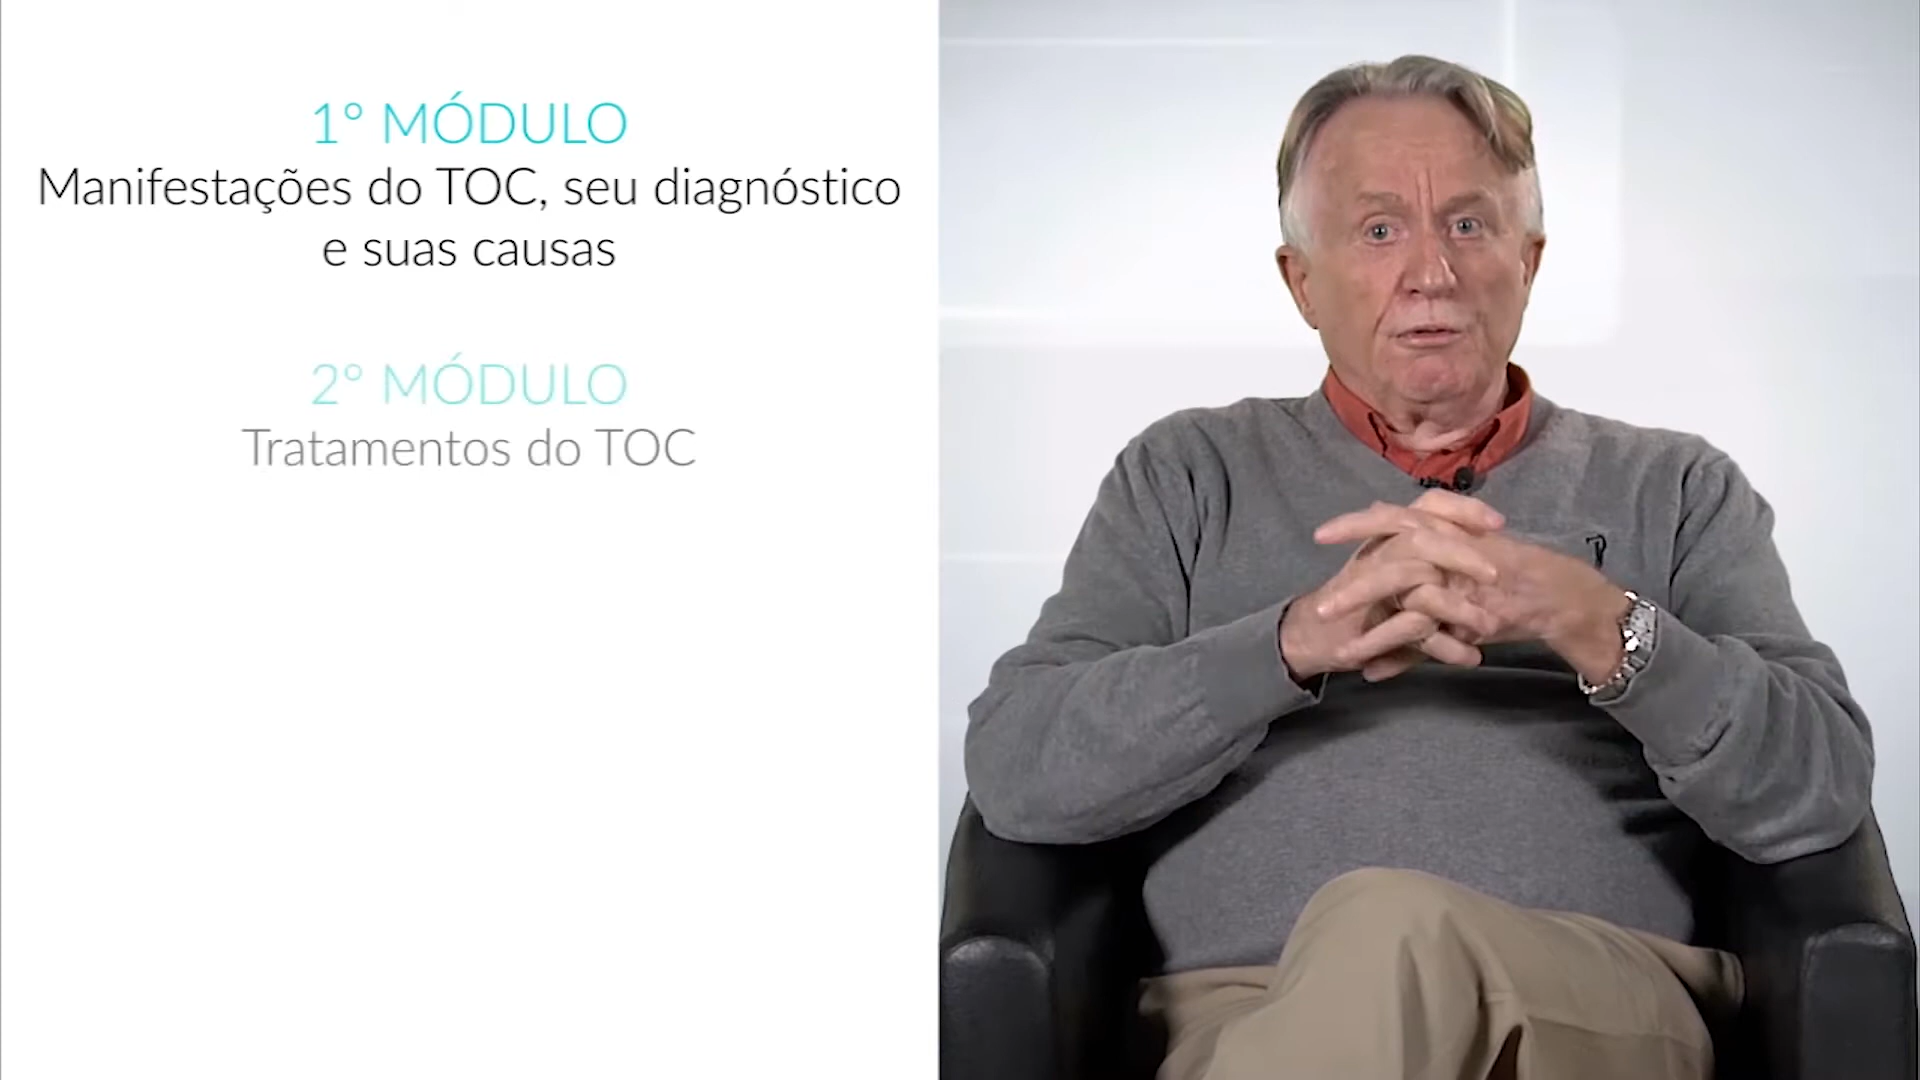 1° MÓDULO
Manifestações do TOC, seu diagnóstico
e suas causas
2° MÓDULO
Tratamentos do TOC